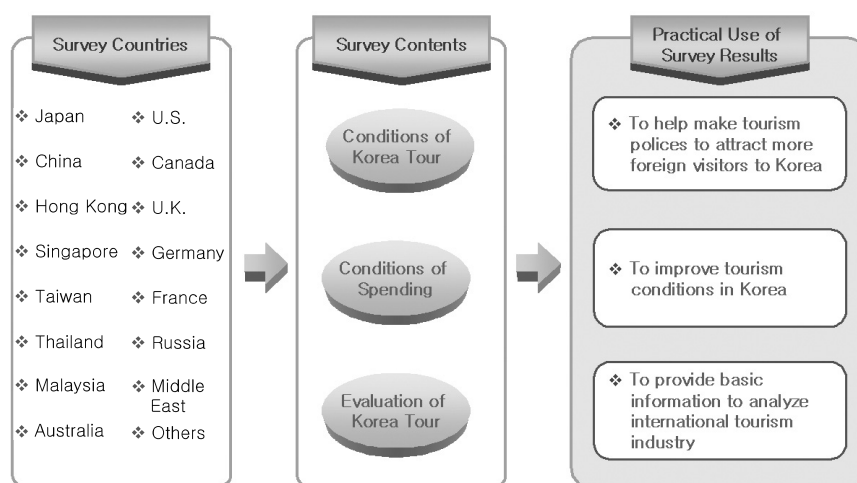 Survey Countries
❖ Japan
❖ China
❖ Hong Kong
❖ Singapore
❖ Taiwan
❖ Thailand
❖ Malaysia
❖ Australia
❖ U.S.
❖ Canada
❖ U.K.
❖ Germany
❖ France
❖ Russia
❖ Middle
East
❖ Others
Survey Contents
Conditions of
Korea Tour
Conditions of
Spending
Evaluation of
Korea Tour
Practical Use of
Survey Results
❖ To help make tourism
polices to attract more
foreign visitors to Korea
❖ To improve tourism
conditions in Korea
❖ To provide basic
information to analyze
international tourism
industry